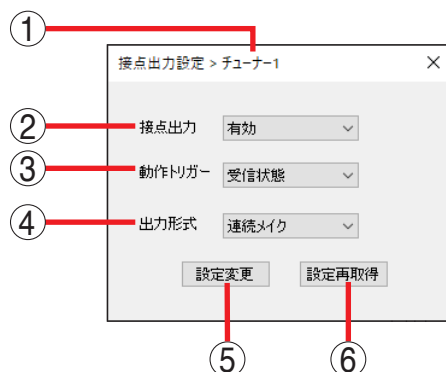 ①
接点出力設定 > チューナー1 ×
② 接点出力 有効
③ 動作トリガー 受信状態
④ 出力形式 連続メイク
設定変更 設定再取得
⑤ ⑥